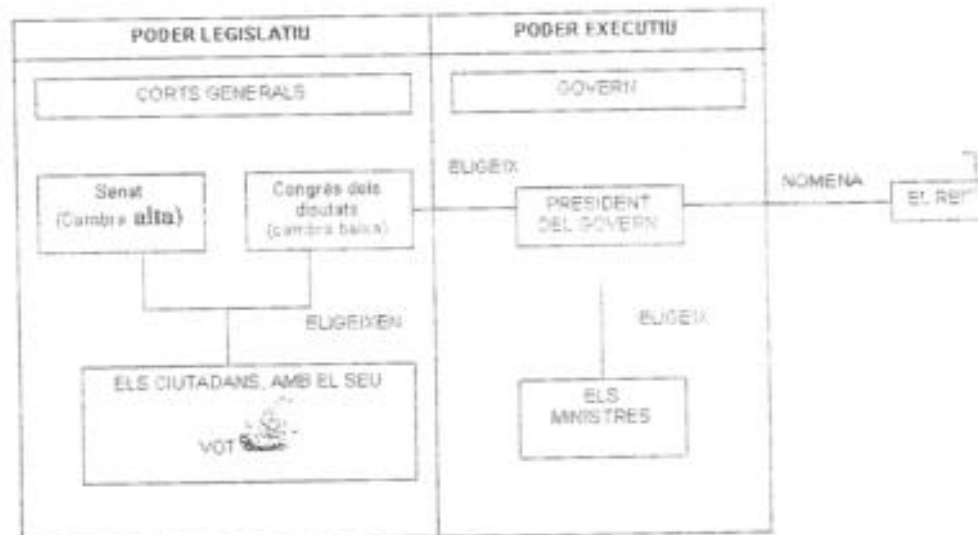 PODER LEGISLATIU
PODER EXECUTIU
CORTS GENERALS
GOVERN
Senat
(Cambra alta)
Congrés dels
diputats
(cambra baixa)
ELIGEIX
PRESIDENT
DEL GOVERN
NOMENA
EL REI
ELIGEIXEN
ELIGEIX
ELS CIUTADANS, AMB EL SEU
VOT
ELS
MINISTRES